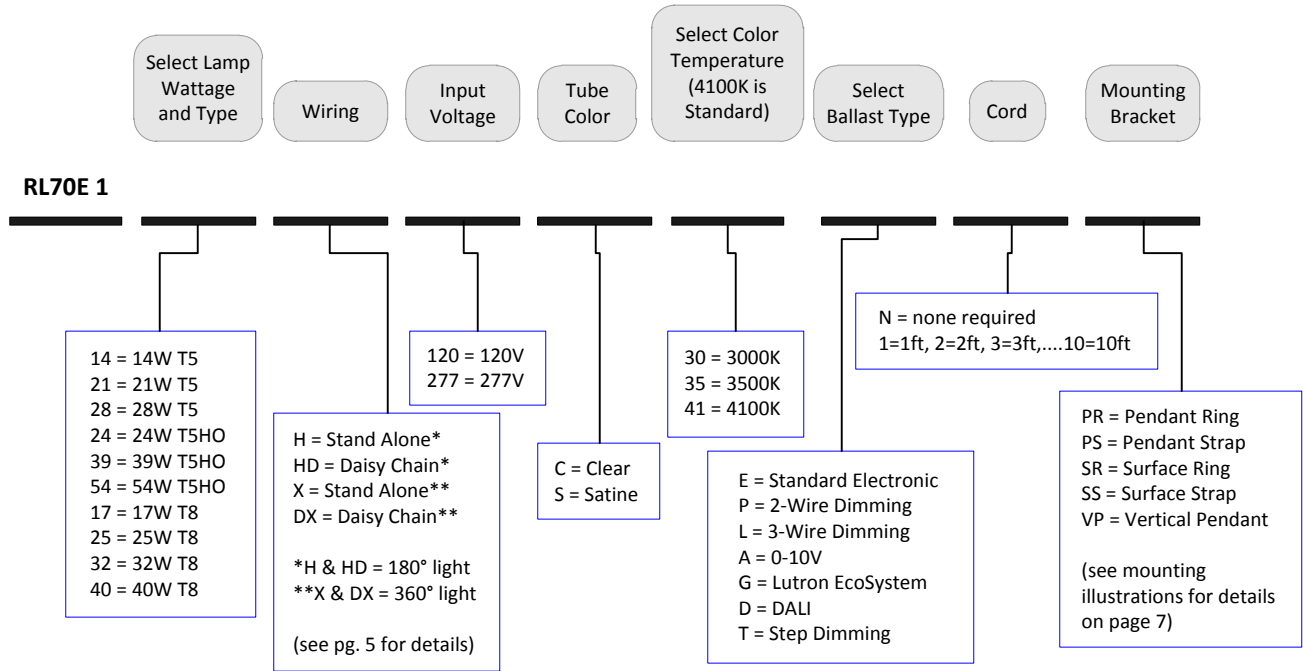 Select Lamp
Wattage
and Type
Wiring
Input
Voltage
Tube
Color
Select Color
Temperature
(4100K is
Standard)
Select
Ballast Type
Cord
Mounting
Bracket
RL70E 1
14 = 14W T5
21 = 21W T5
28 = 28W T5
24 = 24W T5HO
39 = 39W T5HO
54 = 54W T5HO
17 = 17W T8
25 = 25W T8
32 = 32W T8
40 = 40W T8
H = Stand Alone*
HD = Daisy Chain*
X = Stand Alone**
DX = Daisy Chain**
*H & HD = 180° light
**X & DX = 360° light
(see pg. 5 for details)
120 = 120V
277 = 277V
C = Clear
S = Satine
30 = 3000K
35 = 3500K
41 = 4100K
E = Standard Electronic
P = 2-Wire Dimming
L = 3-Wire Dimming
A = 0-10V
G = Lutron EcoSystem
D = DALI
T = Step Dimming
N = none required
1=1ft, 2=2ft, 3=3ft,....10=10ft
PR = Pendant Ring
PS = Pendant Strap
SR = Surface Ring
SS = Surface Strap
VP = Vertical Pendant
(see mounting
illustrations for details
on page 7)